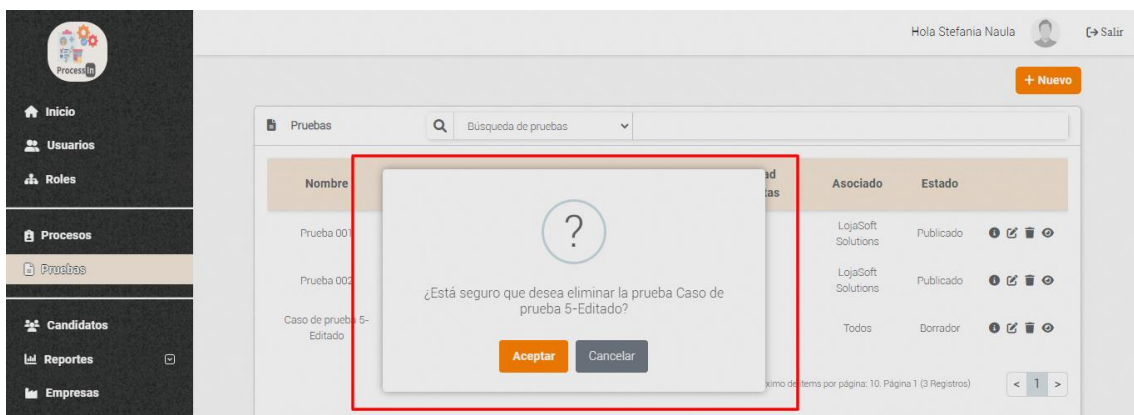 Hola Stefania Naula
Salir
ProcessIn
+ Nuevo
Inicio
Usuarios
Roles
Procesos
Pruebas
Candidatos
Reportes
Empresas
Pruebas
Búsqueda de pruebas
Nombre
Asociado
Estado
Prueba 001
LojaSoft
Solutions
Publicado
Prueba 002
LojaSoft
Solutions
Publicado
Caso de prueba 5-
Editado
Todos
Borrador
?
¿Está seguro que desea eliminar la prueba Caso de
prueba 5-Editado?
Aceptar
Cancelar
de items por página: 10. Página 1 (3 Registros)
< 1 >